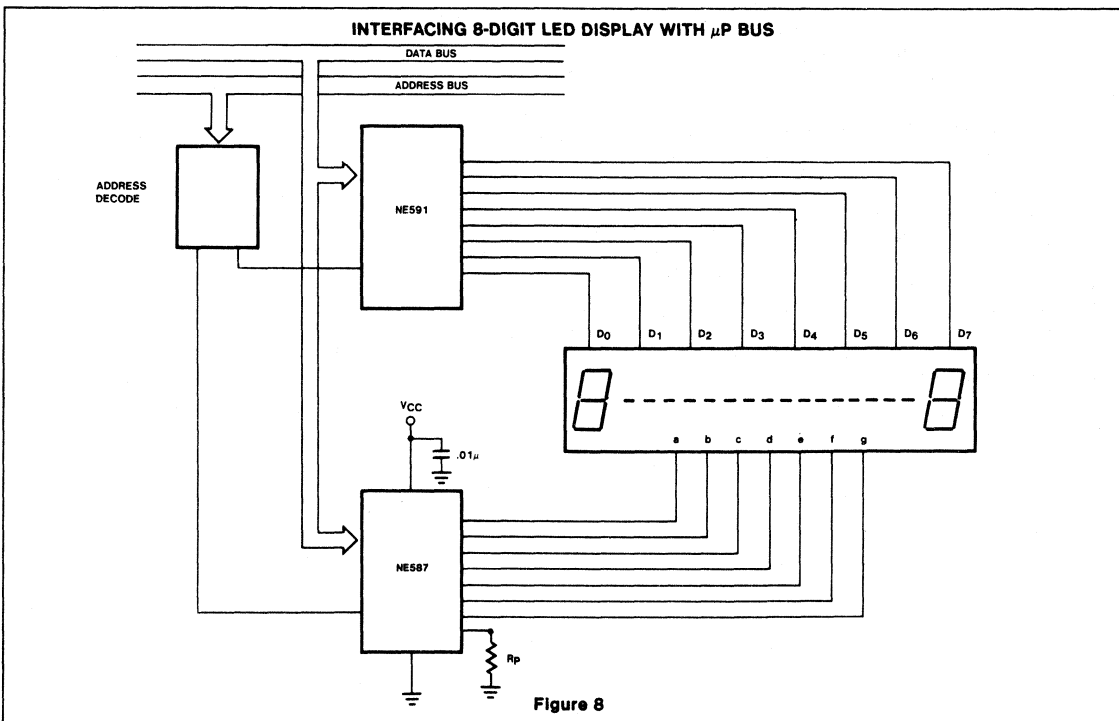 INTERFACING 8-DIGIT LED DISPLAY WITH μP BUS
DATA BUS
ADDRESS BUS
ADDRESS
DECODE
NE591
D0 D1 D2 D3 D4 D5 D6 D7
VCC
.01μ
a b c d e f g
NE587
Rp
Figure 8